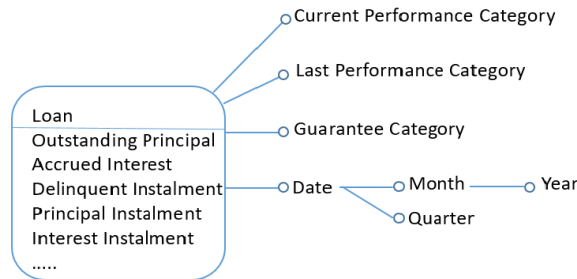 Current Performance Category
Last Performance Category
Loan
Outstanding Principal
Accrued Interest
Delinquent Instalment
Principal Instalment
Interest Instalment
.....
Guarantee Category
Date
Month
Year
Quarter